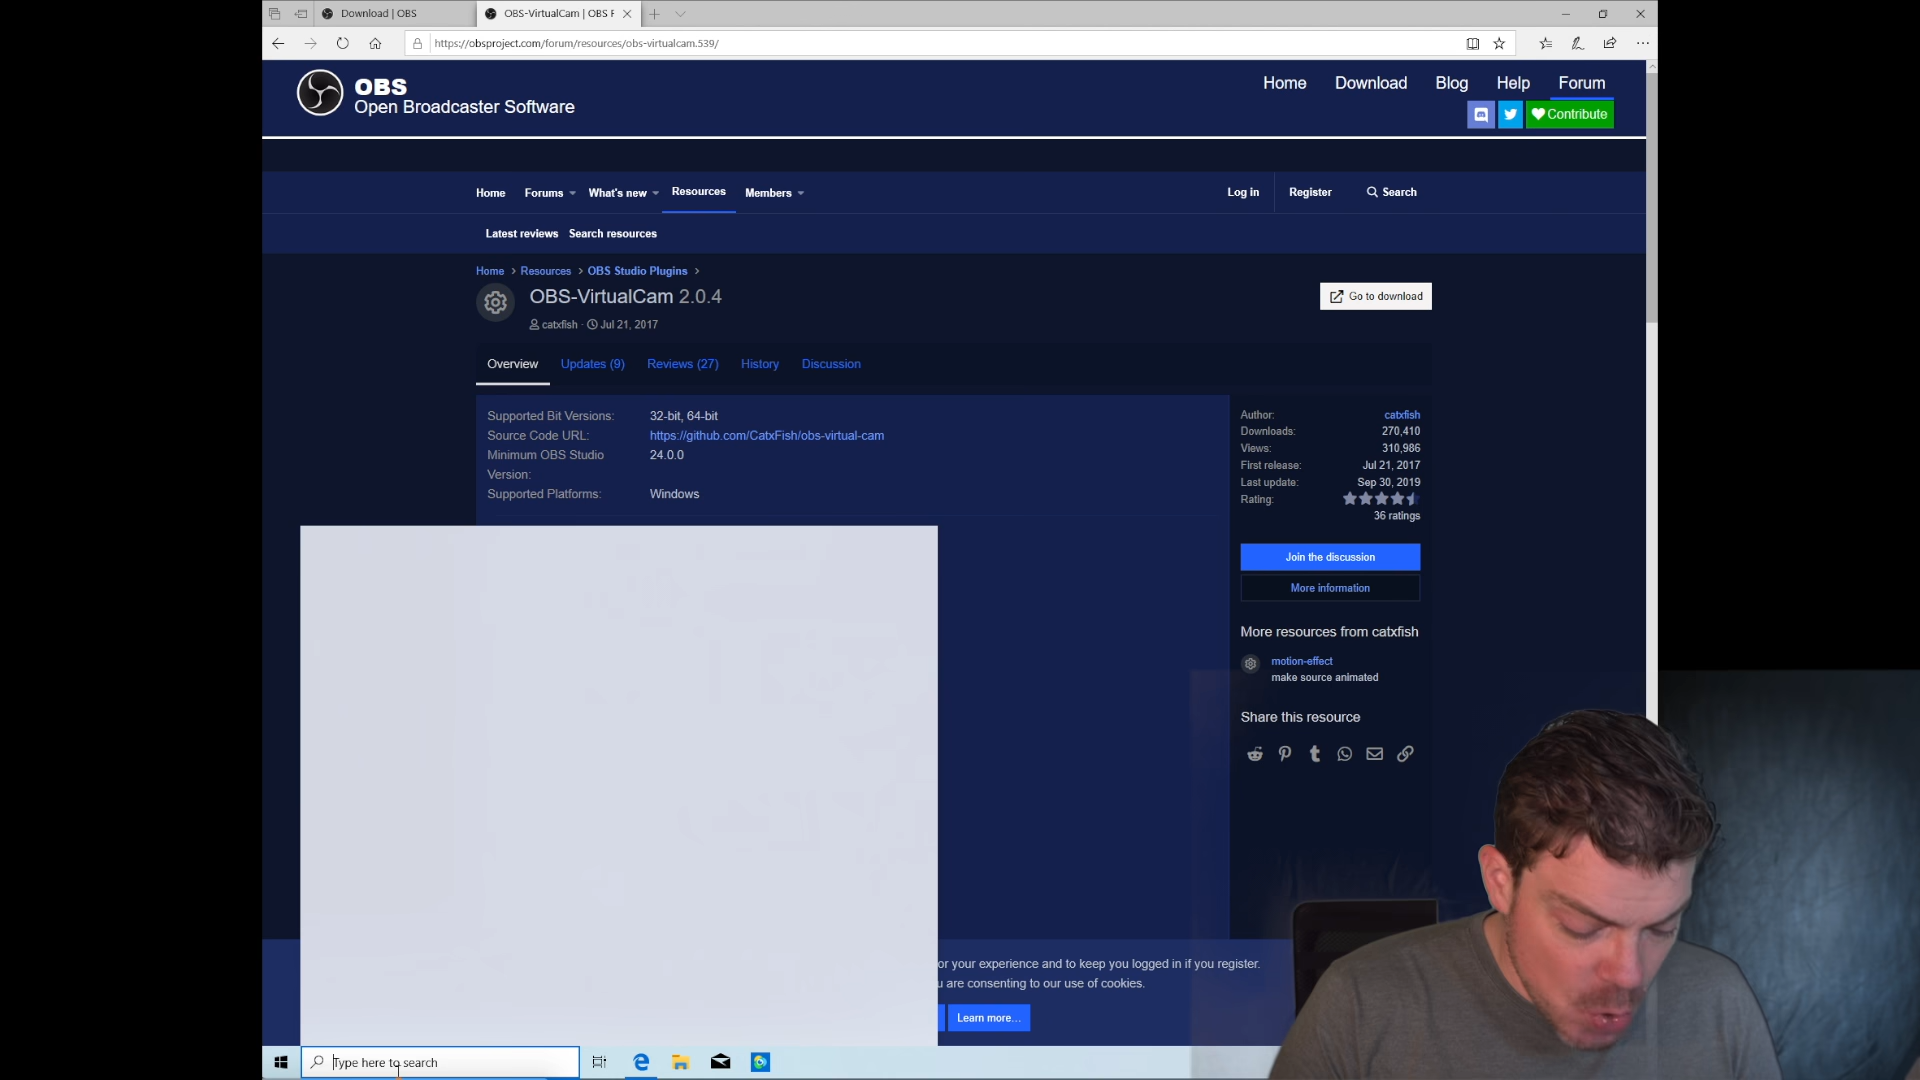 Download | OBS
OBS-VirtualCam | OBS F
https://obsproject.com/forum/resources/obs-virtualcam.539/
OBS
Open Broadcaster Software
Home Download Blog Help Forum
Contribute
Home Forums What's new Resources Members Log in Register Search
Latest reviews Search resources
Home > Resources > OBS Studio Plugins >
OBS-VirtualCam 2.0.4
Go to download
catxfish · Jul 21, 2017
Overview Updates (9) Reviews (27) History Discussion
Supported Bit Versions: 32-bit, 64-bit
Source Code URL: https://github.com/CatxFish/obs-virtual-cam
Minimum OBS Studio Version: 24.0.0
Supported Platforms: Windows
Author: catxfish
Downloads: 270,410
Views: 310,986
First release: Jul 21, 2017
Last update: Sep 30, 2019
Rating:
36 ratings
Join the discussion
More information
More resources from catxfish
motion-effect
make source animated
Share this resource
or your experience and to keep you logged in if you register.
u are consenting to our use of cookies.
Learn more...
Type here to search